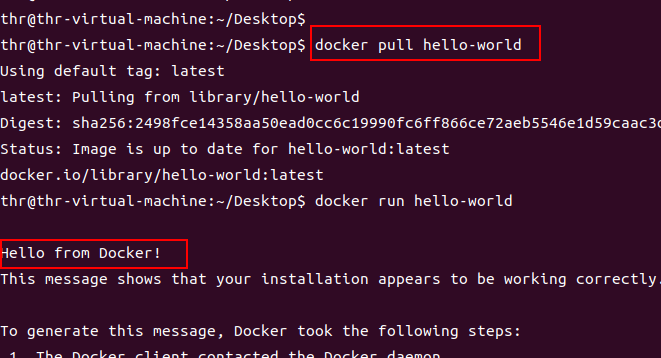 thr@thr-virtual-machine:~/Desktop$
thr@thr-virtual-machine:~/Desktop$ docker pull hello-world
Using default tag: latest
latest: Pulling from library/hello-world
Digest: sha256:2498fce14358aa50ead0cc6c19990fc6ff866ce72aeb5546e1d59caac3d
Status: Image is up to date for hello-world:latest
docker.io/library/hello-world:latest
thr@thr-virtual-machine:~/Desktop$ docker run hello-world
Hello from Docker!
This message shows that your installation appears to be working correctly.
To generate this message, Docker took the following steps:
1. The Docker client contacted the Docker daemon